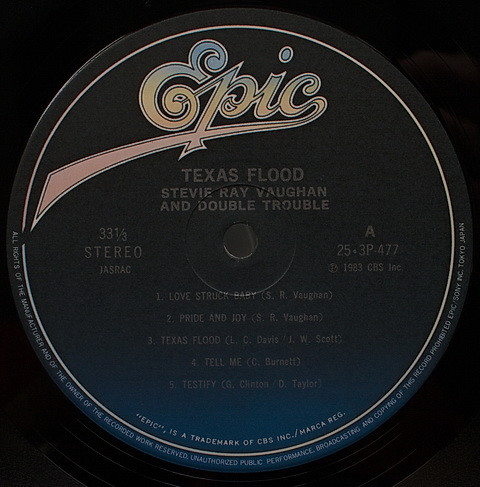 Epic
TEXAS FLOOD
STEVIE RAY VAUGHAN
AND DOUBLE TROUBLE
33⅓
STEREO
JASRAC
A
25・3P-477
Ⓟ 1983 CBS Inc.
1. LOVE STRUCK BABY (S. R. Vaughan)
2. PRIDE AND JOY (S. R. Vaughan)
3. TEXAS FLOOD (L. C. Davis / J. W. Scott)
4. TELL ME (C. Burnett)
5. TESTIFY (G. Clinton / D. Taylor)
"EPIC", IS A TRADEMARK OF CBS INC./MARCA REG.
ALL RIGHTS OF THE MANUFACTURER AND OF THE OWNER OF THE RECORDED WORK RESERVED, UNAUTHORIZED PUBLIC PERFORMANCE, BROADCASTING AND COPYING OF THIS RECORD PROHIBITED EPIC/SONY INC. TOKYO JAPAN